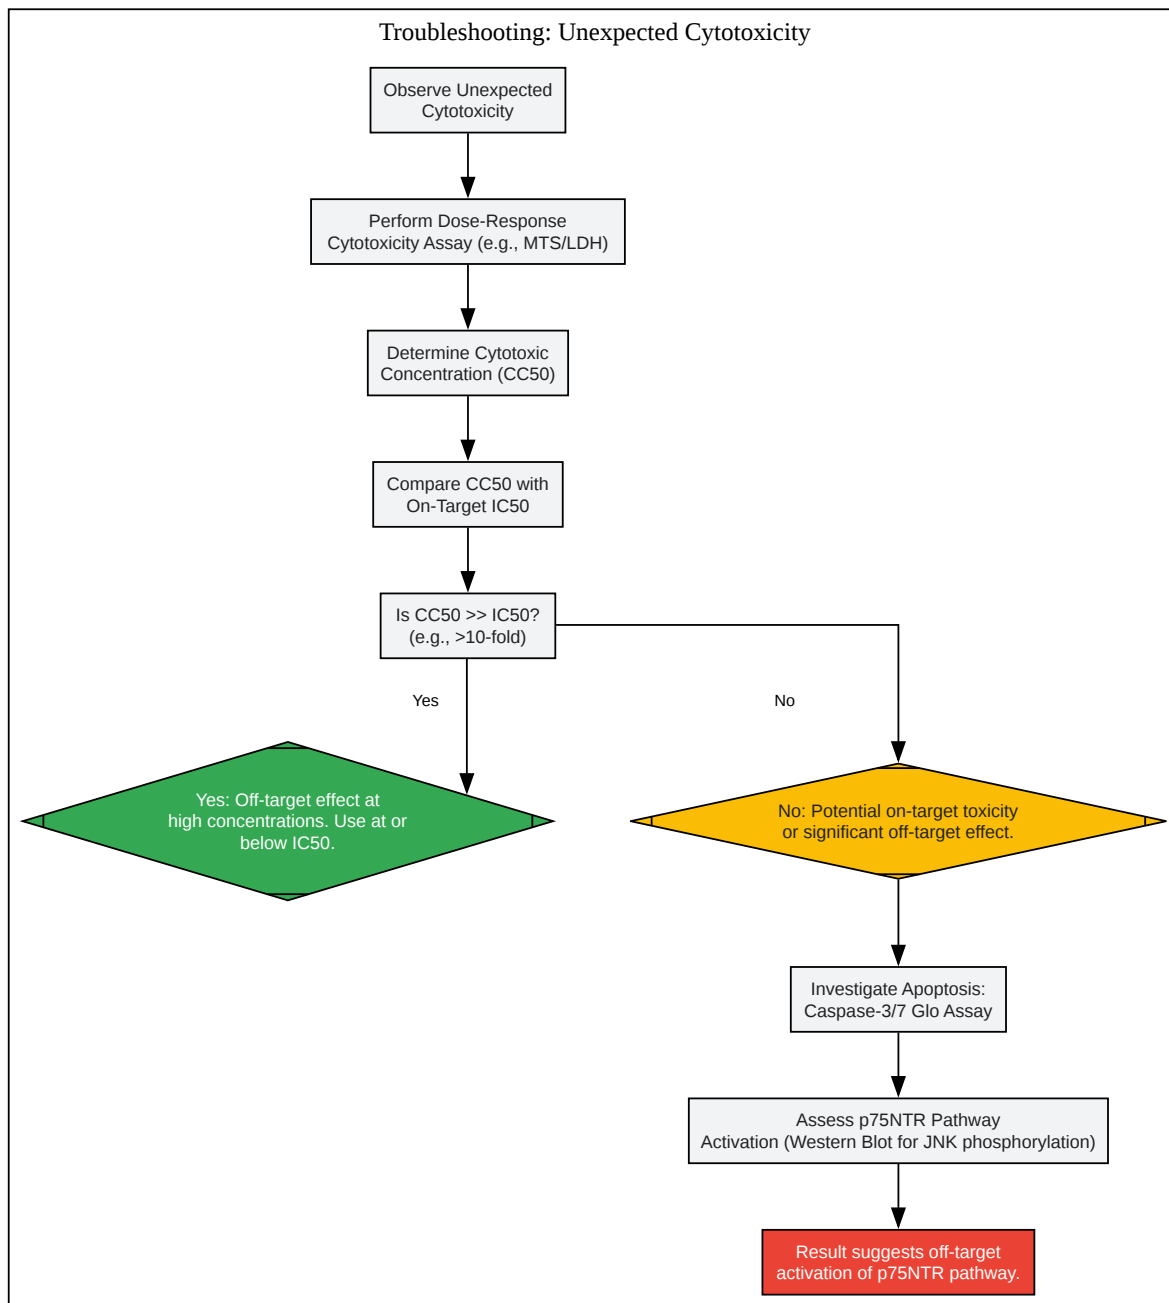 Troubleshooting: Unexpected Cytotoxicity
Observe Unexpected
Cytotoxicity
Perform Dose-Response
Cytotoxicity Assay (e.g., MTS/LDH)
Determine Cytotoxic
Concentration (CC50)
Compare CC50 with
On-Target IC50
Is CC50 >> IC50?
(e.g., >10-fold)
Yes
No
Yes: Off-target effect at
high concentrations. Use at or
below IC50.
No: Potential on-target toxicity
or significant off-target effect.
Investigate Apoptosis:
Caspase-3/7 Glo Assay
Assess p75NTR Pathway
Activation (Western Blot for JNK phosphorylation)
Result suggests off-target
activation of p75NTR pathway.